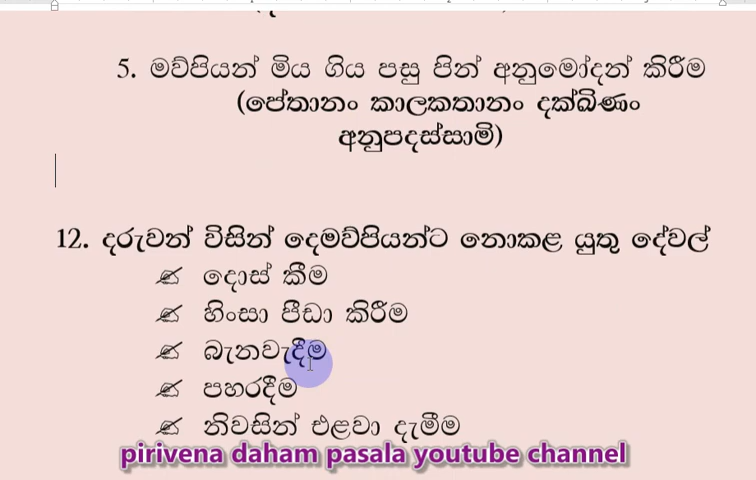 5. මව්පියන් මිය ගිය පසු පින් අනුමෝදන් කිරීම
(පේතානං කාලකතානං දක්ඛිණං
අනුපදස්සාමි)
12. දරුවන් විසින් දෙමව්පියන්ට නොකළ යුතු දේවල්
දොස් කීම
හිංසා පීඩා කිරීම
බැනවැදීම
පහරදීම
නිවසින් එළවා දැමීම
pirivena daham pasala youtube channel